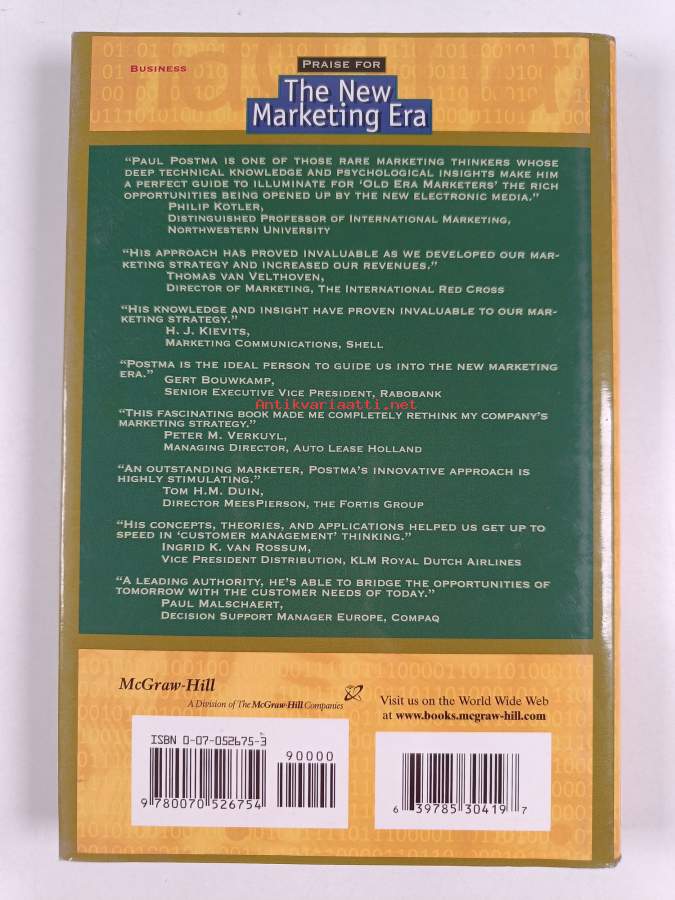 BUSINESS
PRAISE FOR
The New
Marketing Era
“PAUL POSTMA IS ONE OF THOSE RARE MARKETING THINKERS WHOSE
DEEP TECHNICAL KNOWLEDGE AND PSYCHOLOGICAL INSIGHTS MAKE HIM
A PERFECT GUIDE TO ILLUMINATE FOR ‘OLD ERA MARKETERS’ THE RICH
OPPORTUNITIES BEING OPENED UP BY THE NEW ELECTRONIC MEDIA.”
PHILIP KOTLER,
DISTINGUISHED PROFESSOR OF INTERNATIONAL MARKETING,
NORTHWESTERN UNIVERSITY
“HIS APPROACH HAS PROVED INVALUABLE AS WE DEVELOPED OUR MAR-
KETING STRATEGY AND INCREASED OUR REVENUES.”
THOMAS VAN VELTHOVEN,
DIRECTOR OF MARKETING, THE INTERNATIONAL RED CROSS
“HIS KNOWLEDGE AND INSIGHT HAVE PROVEN INVALUABLE TO OUR MAR-
KETING STRATEGY.”
H. J. KIEVITS,
MARKETING COMMUNICATIONS, SHELL
“POSTMA IS THE IDEAL PERSON TO GUIDE US INTO THE NEW MARKETING
ERA.”
GERT BOUWKAMP,
SENIOR EXECUTIVE VICE PRESIDENT, RABOBANK
Antikvariaatti.net
“THIS FASCINATING BOOK MADE ME COMPLETELY RETHINK MY COMPANY’S
MARKETING STRATEGY.”
PETER M. VERKUYL,
MANAGING DIRECTOR, AUTO LEASE HOLLAND
“AN OUTSTANDING MARKETER, POSTMA’S INNOVATIVE APPROACH IS
HIGHLY STIMULATING.”
TOM H.M. DUIN,
DIRECTOR MEESPIERSON, THE FORTIS GROUP
“HIS CONCEPTS, THEORIES, AND APPLICATIONS HELPED US GET UP TO
SPEED IN ‘CUSTOMER MANAGEMENT’ THINKING.”
INGRID K. VAN ROSSUM,
VICE PRESIDENT DISTRIBUTION, KLM ROYAL DUTCH AIRLINES
“A LEADING AUTHORITY, HE’S ABLE TO BRIDGE THE OPPORTUNITIES OF
TOMORROW WITH THE CUSTOMER NEEDS OF TODAY.”
PAUL MALSCHAERT,
DECISION SUPPORT MANAGER EUROPE, COMPAQ
McGraw-Hill
A Division of The McGraw-Hill Companies
Visit us on the World Wide Web
at www.books.mcgraw-hill.com
ISBN 0-07-052675-3
90000
9 780070 526754
6 39785 30419 7